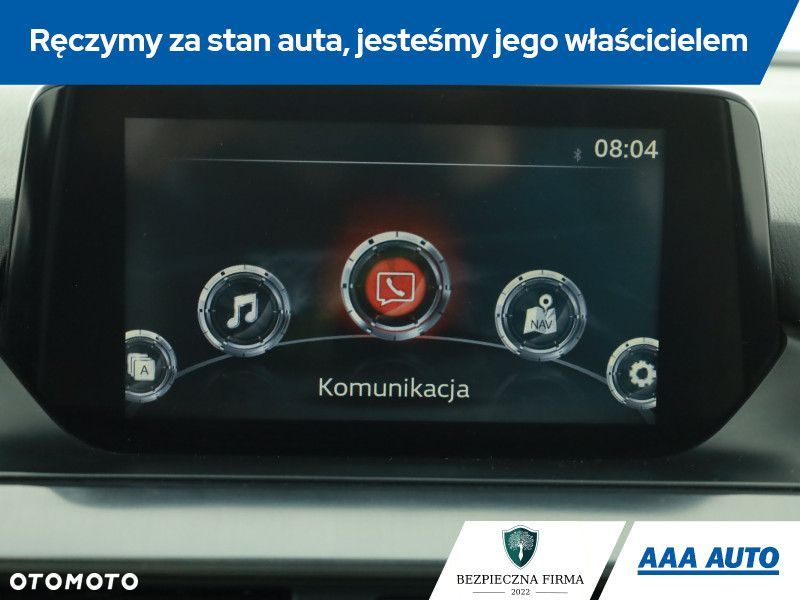 Ręczymy za stan auta, jesteśmy jego właścicielem
08:04
NAV
A
Komunikacja
BEZPIECZNA FIRMA
2022
AAA AUTO
OTOMOTO